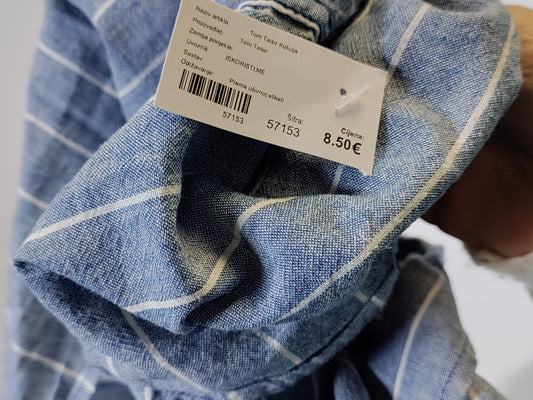 Naziv artikla: Tom Tailor Košulja
Proizvođač: Tom Tailor
Zemlja porijekla:
Uvoznik: ISKORISTI.ME
Sastav:
Održavanje: Prema ušivnoj etiketi
57153
Šifra:
57153
Cijena:
8.50€